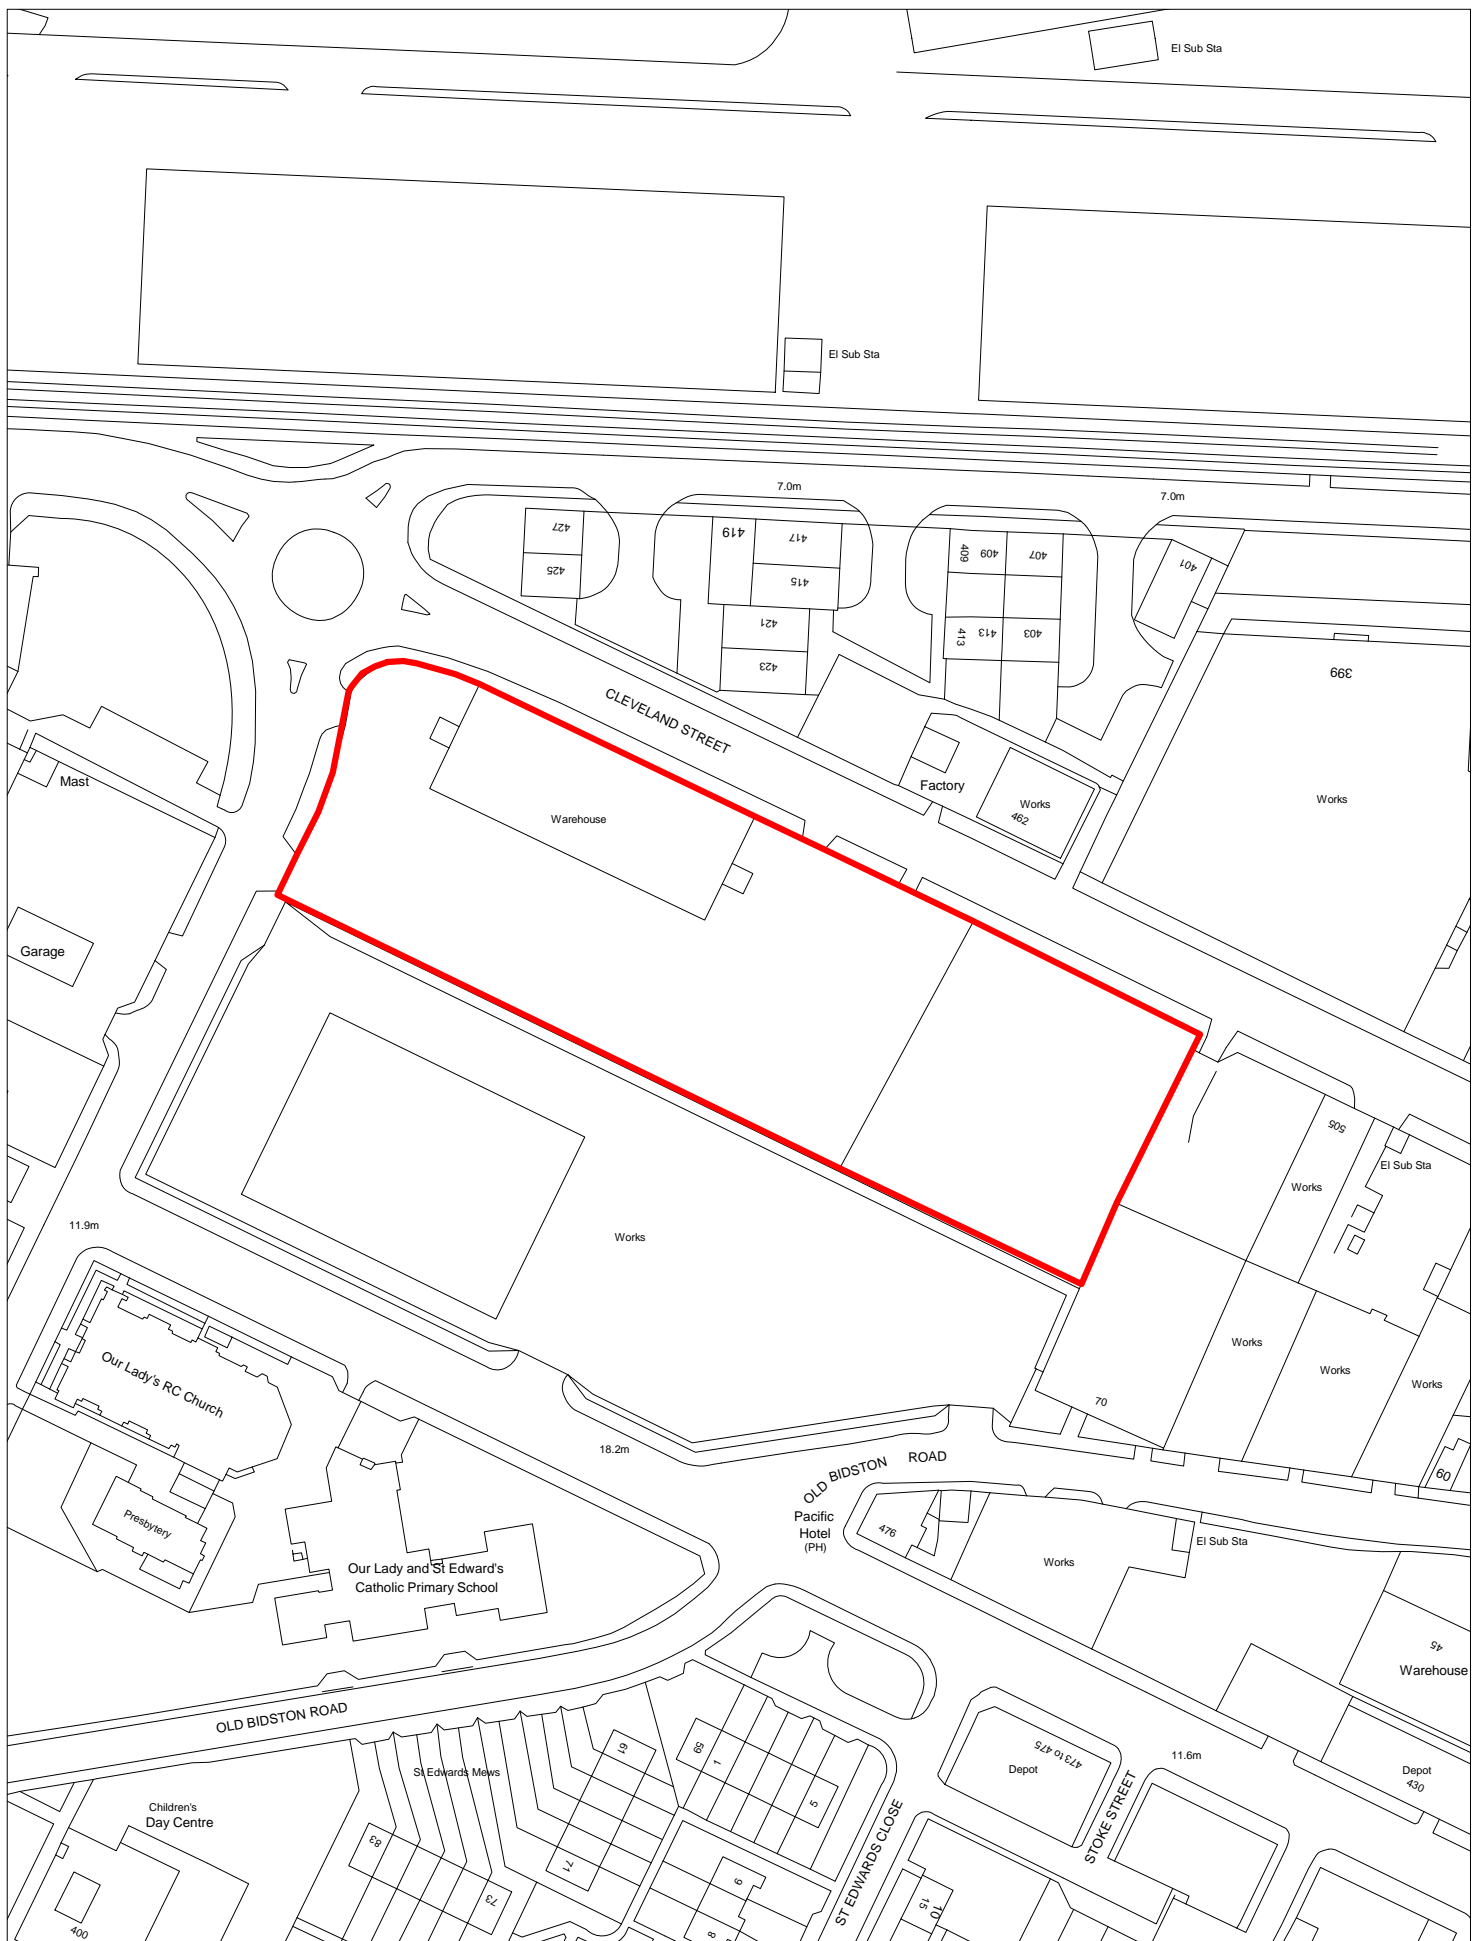 El Sub Sta
El Sub Sta
7.0m
7.0m
427
425
419
417
415
421
423
409
409
407
413
413
403
401
399
CLEVELAND STREET
Factory
Works
462
Works
Mast
Warehouse
Garage
505
El Sub Sta
Works
11.9m
Works
Works
Works
Works
Our Lady's RC Church
70
18.2m
OLD BIDSTON ROAD
60
Pacific
Hotel
(PH)
476
Presbytery
El Sub Sta
Works
Our Lady and St Edward's
Catholic Primary School
45
Warehouse
OLD BIDSTON ROAD
61
59
1
5
473 to 475
Depot
11.6m
Depot
430
St Edwards Mews
Children's
Day Centre
STOKE STREET
ST EDWARDS CLOSE
83
71
73
9
8
15
10
400